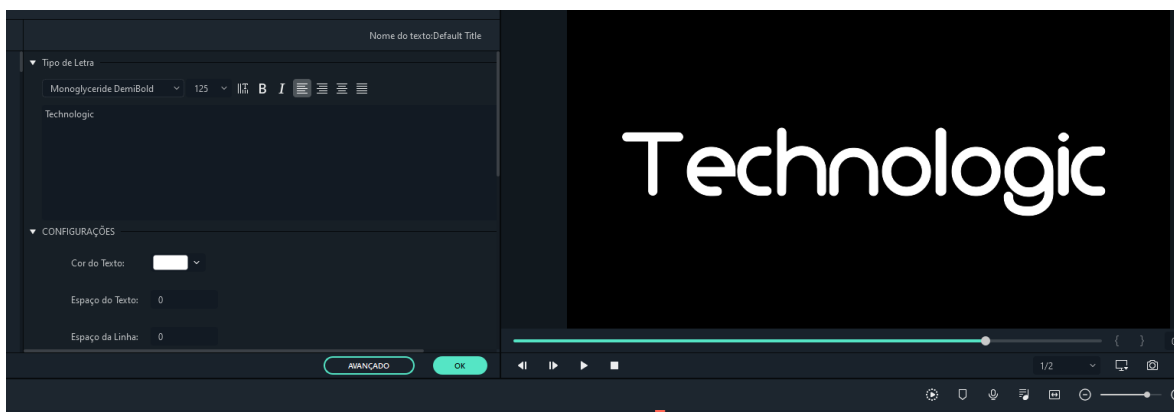 Nome do texto:Default Title
Tipo de Letra
Monoglyceride DemiBold 125 B I
Technologic
CONFIGURAÇÕES
Cor do Texto:
Espaço do Texto: 0
Espaço da Linha: 0
AVANÇADO OK
Technologic
{ }
1/2